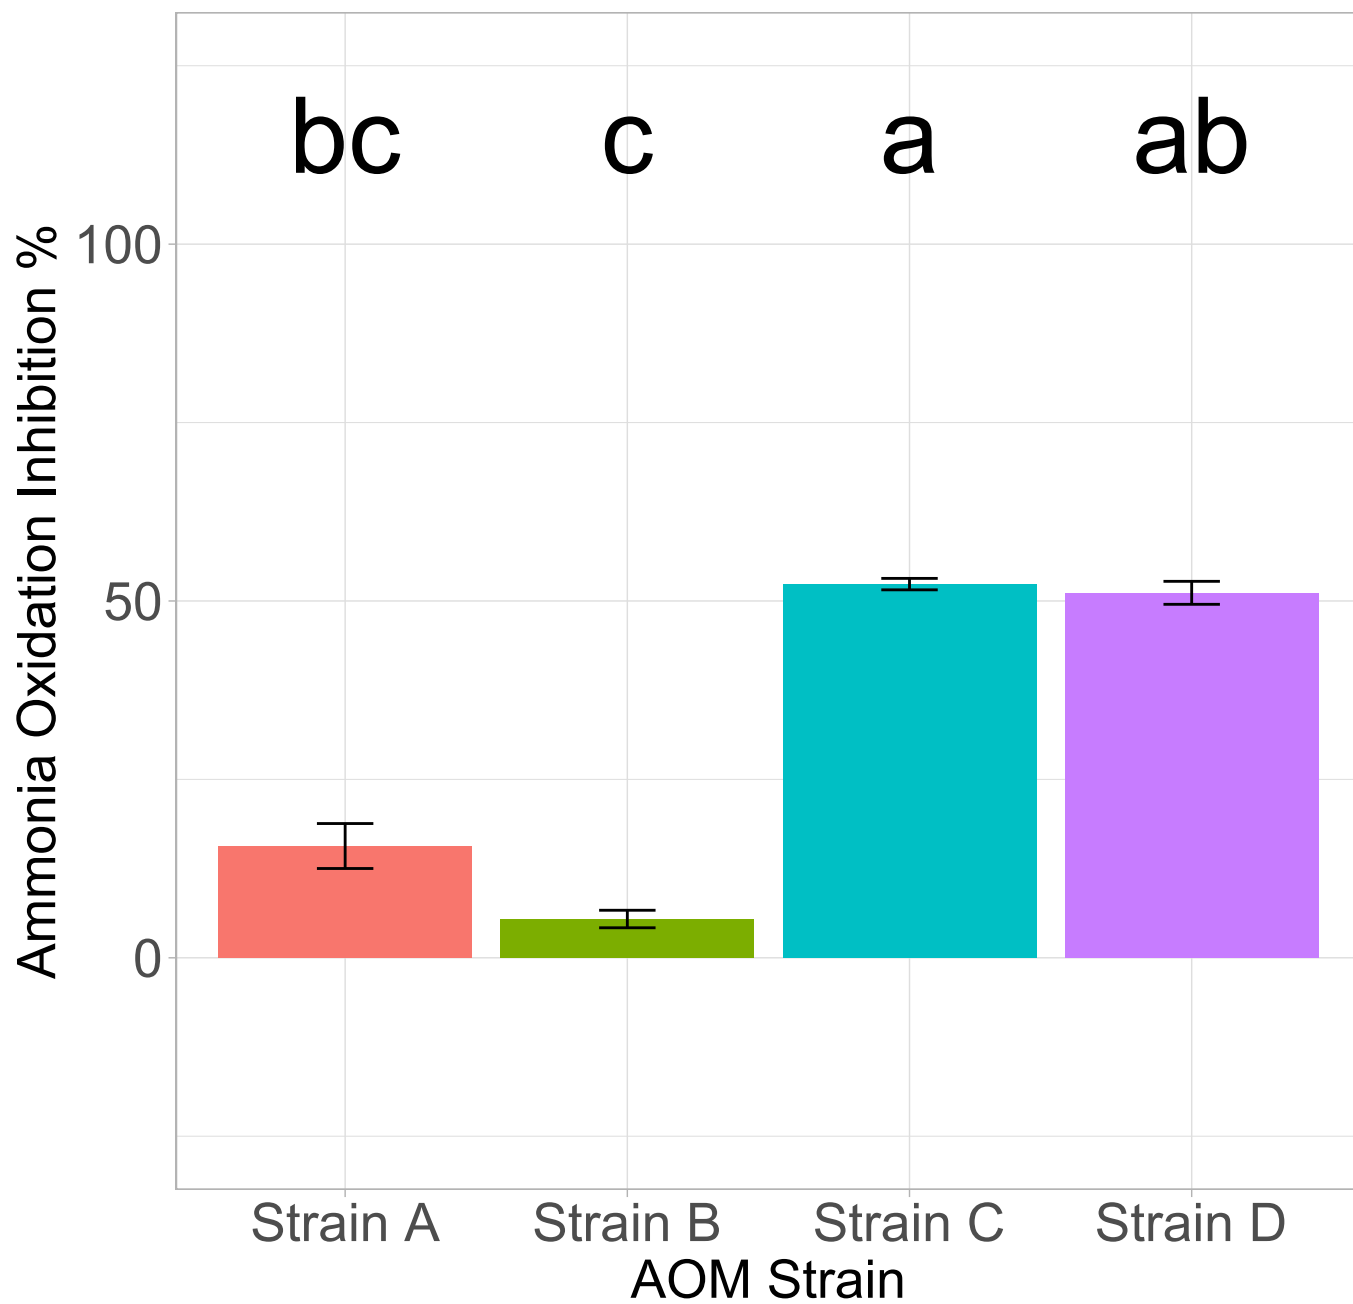 bc c a ab
Ammonia Oxidation Inhibition %
100
50
0
Strain A Strain B Strain C Strain D
AOM Strain